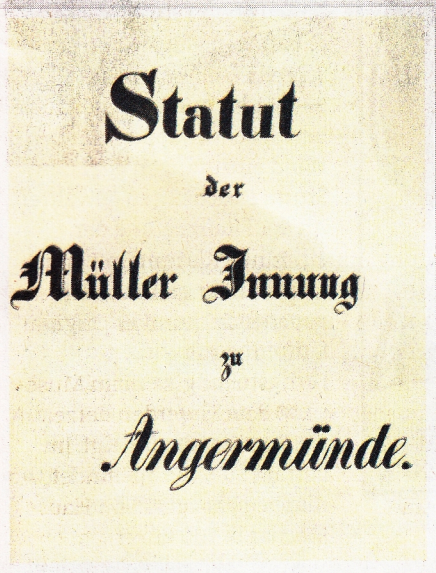 Statut
der
Müller Innung
zu
Angermünde.